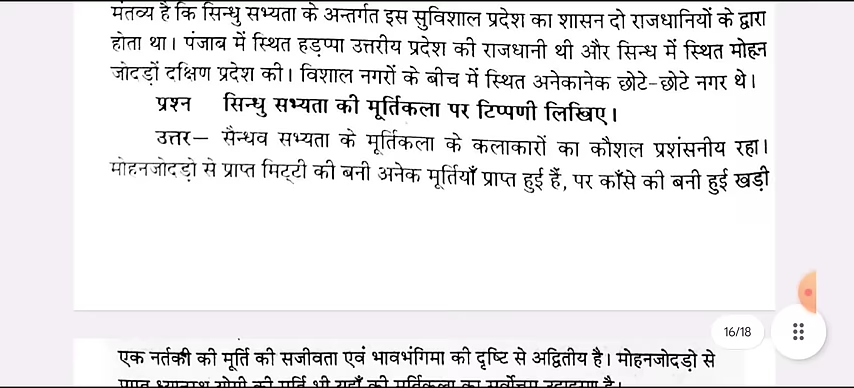 मंतव्य है कि सिन्धु सभ्यता के अन्तर्गत इस सुविशाल प्रदेश का शासन दो राजधानियों के द्वारा
होता था। पंजाब में स्थित हड़प्पा उत्तरीय प्रदेश की राजधानी थी और सिन्ध में स्थित मोहन
जोदड़ों दक्षिण प्रदेश की। विशाल नगरों के बीच में स्थित अनेकानेक छोटे-छोटे नगर थे।
प्रश्न सिन्धु सभ्यता की मूर्तिकला पर टिप्पणी लिखिए।
उत्तर— सैन्धव सभ्यता के मूर्तिकला के कलाकारों का कौशल प्रशंसनीय रहा।
मोहनजोदड़ो से प्राप्त मिट्टी की बनी अनेक मूर्तियाँ प्राप्त हुई हैं, पर काँसे की बनी हुई खड़ी
16/18
एक नर्तकी की मूर्ति की सजीवता एवं भावभंगिमा की दृष्टि से अद्वितीय है। मोहनजोदड़ो से